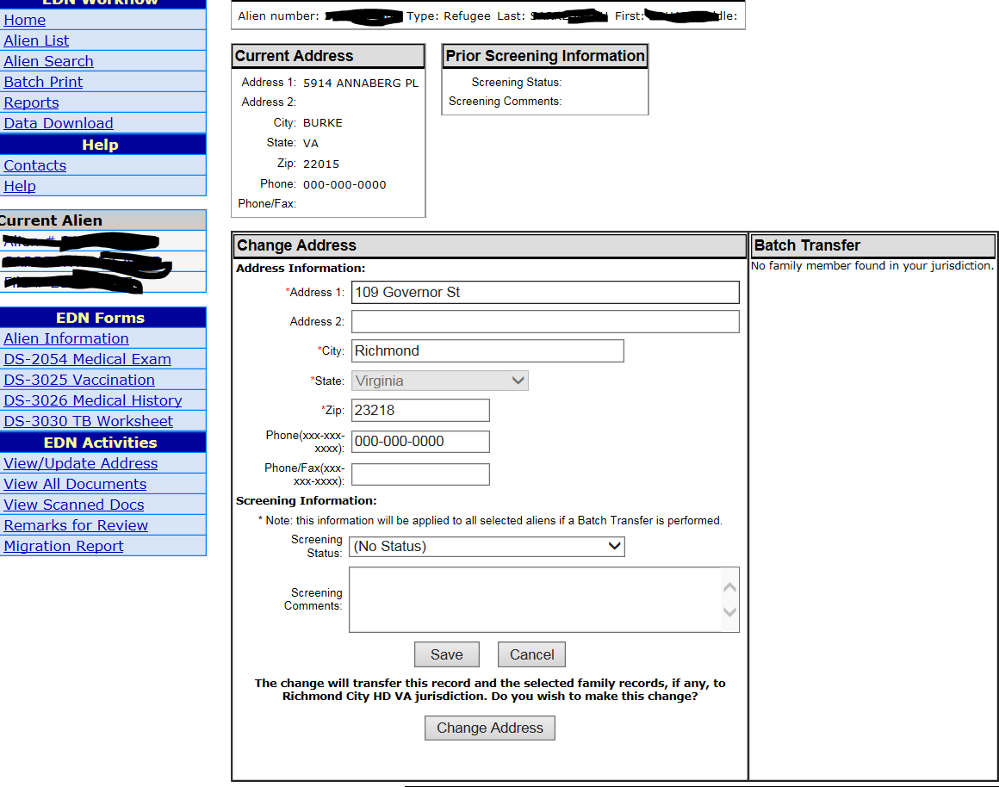 EDN Workflow
Home
Alien List
Alien Search
Batch Print
Reports
Data Download
Help
Contacts
Help
Current Alien
Alien #
EDN Forms
Alien Information
DS-2054 Medical Exam
DS-3025 Vaccination
DS-3026 Medical History
DS-3030 TB Worksheet
EDN Activities
View/Update Address
View All Documents
View Scanned Docs
Remarks for Review
Migration Report
Alien number: Type: Refugee Last: First: dle:
Current Address
Address 1: 5914 ANNABERG PL
Address 2:
City: BURKE
State: VA
Zip: 22015
Phone: 000-000-0000
Phone/Fax:
Prior Screening Information
Screening Status:
Screening Comments:
Change Address
Address Information:
*Address 1: 109 Governor St
Address 2:
*City: Richmond
*State: Virginia
*Zip: 23218
Phone(xxx-xxx-
xxxx): 000-000-0000
Phone/Fax(xxx-
xxx-xxxx):
Screening Information:
* Note: this information will be applied to all selected aliens if a Batch Transfer is performed.
Screening
Status: (No Status)
Screening
Comments:
Save Cancel
The change will transfer this record and the selected family records, if any, to
Richmond City HD VA jurisdiction. Do you wish to make this change?
Change Address
Batch Transfer
No family member found in your jurisdiction.